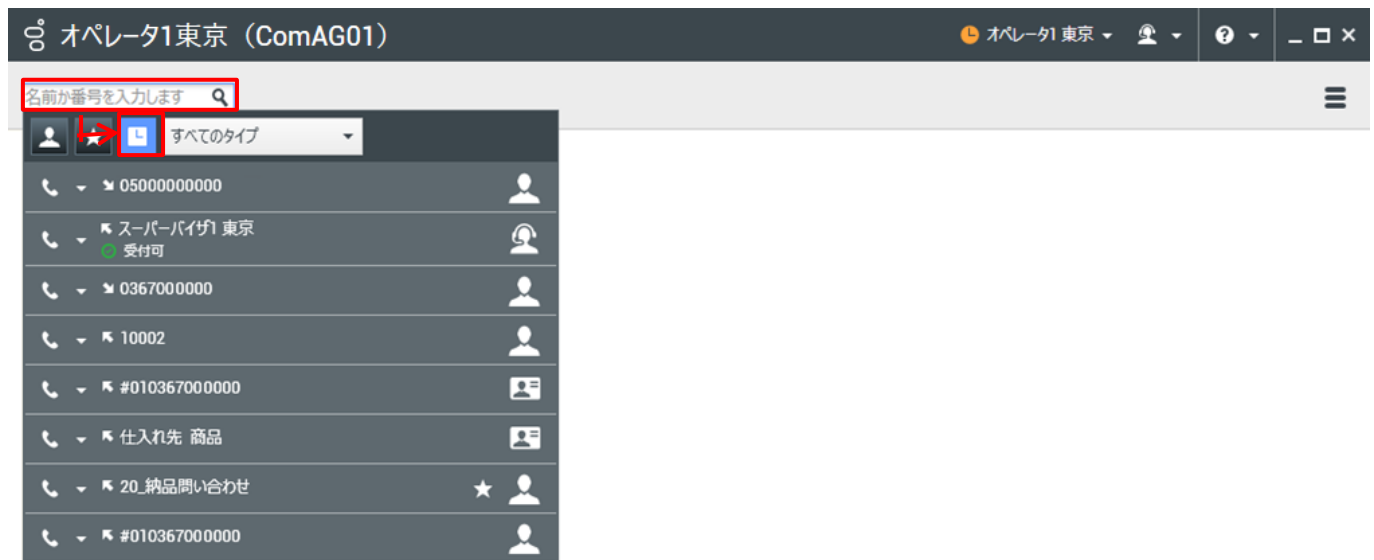 オペレータ1東京（ComAG01）
オペレータ1 東京
名前か番号を入力します
すべてのタイプ
05000000000
スーパーバイザ1 東京
受付可
0367000000
10002
#010367000000
仕入れ先 商品
20_納品問い合わせ
#010367000000